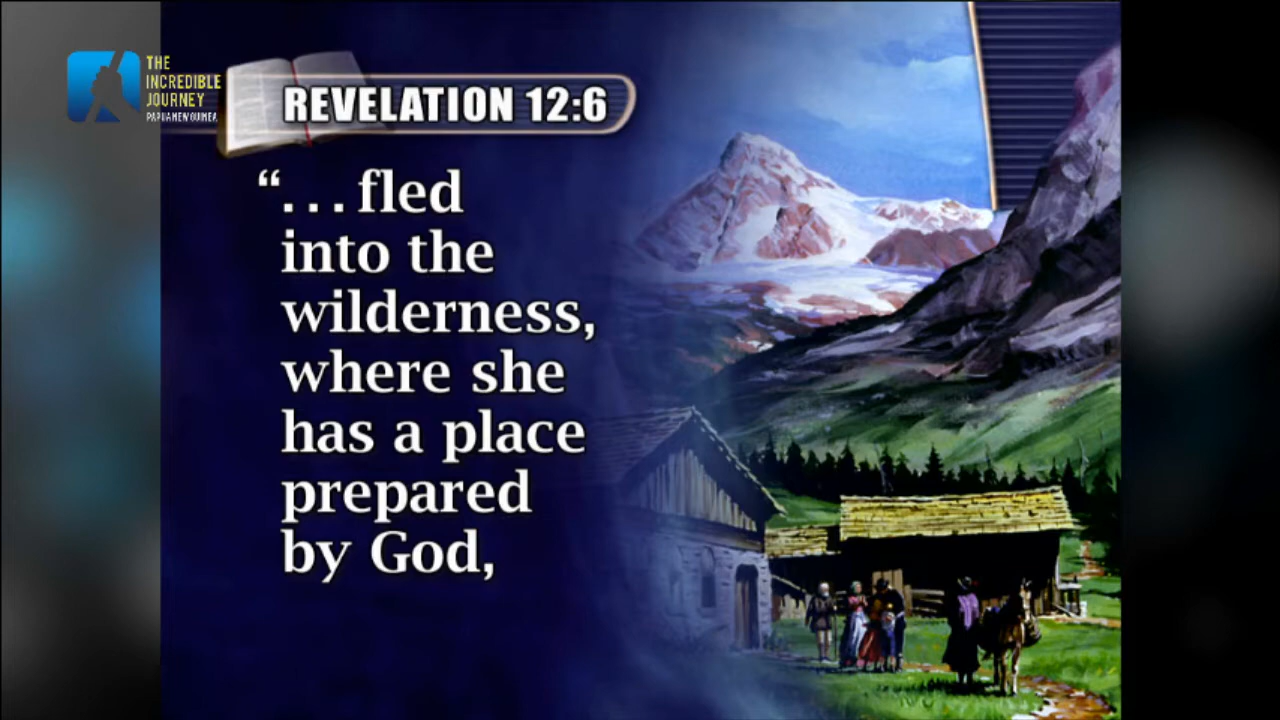 THE
INCREDIBLE
JOURNEY
PAPUA NEW GUINEA
REVELATION 12:6
“...fled
into the
wilderness,
where she
has a place
prepared
by God,